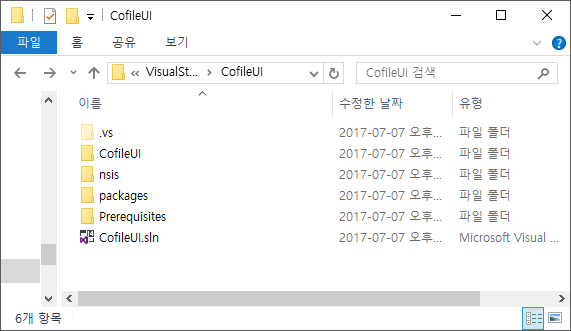 CofileUI
파일 홈 공유 보기
« VisualSt... › CofileUI CofileUI 검색
이름 수정한 날짜 유형
.vs 2017-07-07 오후... 파일 폴더
CofileUI 2017-07-07 오후... 파일 폴더
nsis 2017-07-07 오후... 파일 폴더
packages 2017-07-07 오후... 파일 폴더
Prerequisites 2017-07-07 오후... 파일 폴더
CofileUI.sln 2017-07-07 오후... Microsoft Visual ...
6개 항목